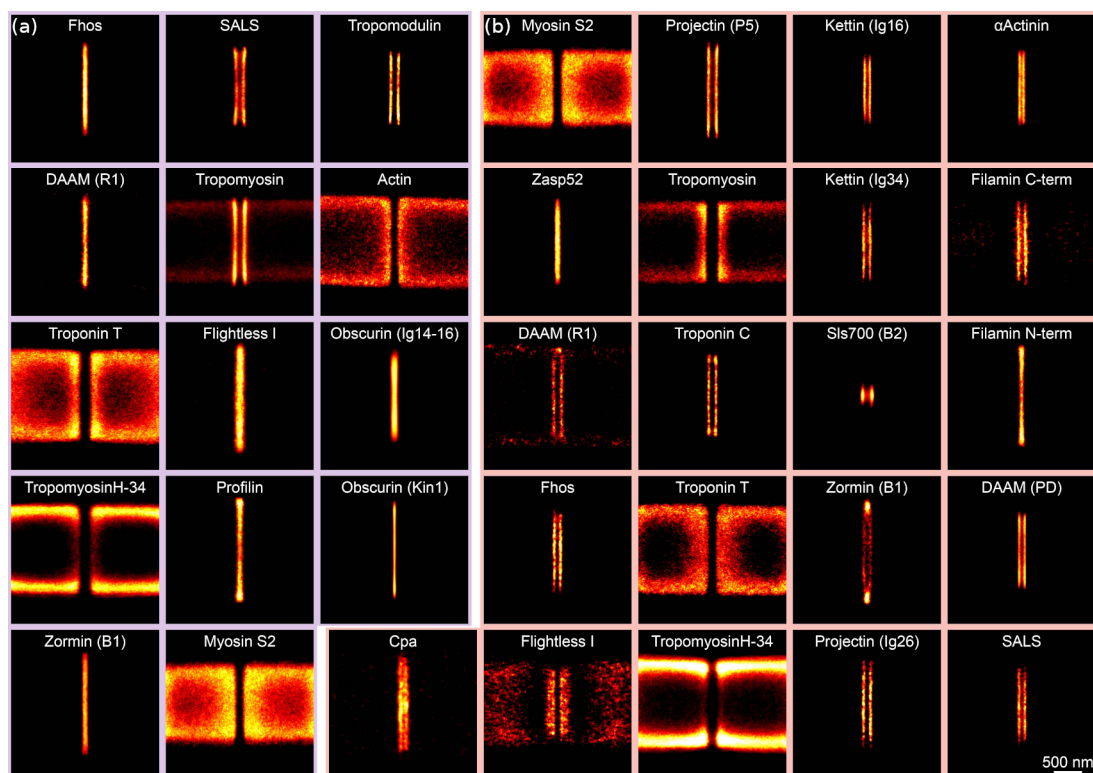 (a)
Fhos
SALS
Tropomodulin
DAAM (R1)
Tropomyosin
Actin
Troponin T
Flightless I
Obscurin (Ig14-16)
TropomyosinH-34
Profilin
Obscurin (Kin1)
Zormin (B1)
Myosin S2
Cpa
(b)
Myosin S2
Projectin (P5)
Kettin (Ig16)
αActinin
Zasp52
Tropomyosin
Kettin (Ig34)
Filamin C-term
DAAM (R1)
Troponin C
Sls700 (B2)
Filamin N-term
Fhos
Troponin T
Zormin (B1)
DAAM (PD)
Flightless I
TropomyosinH-34
Projectin (Ig26)
SALS
500 nm